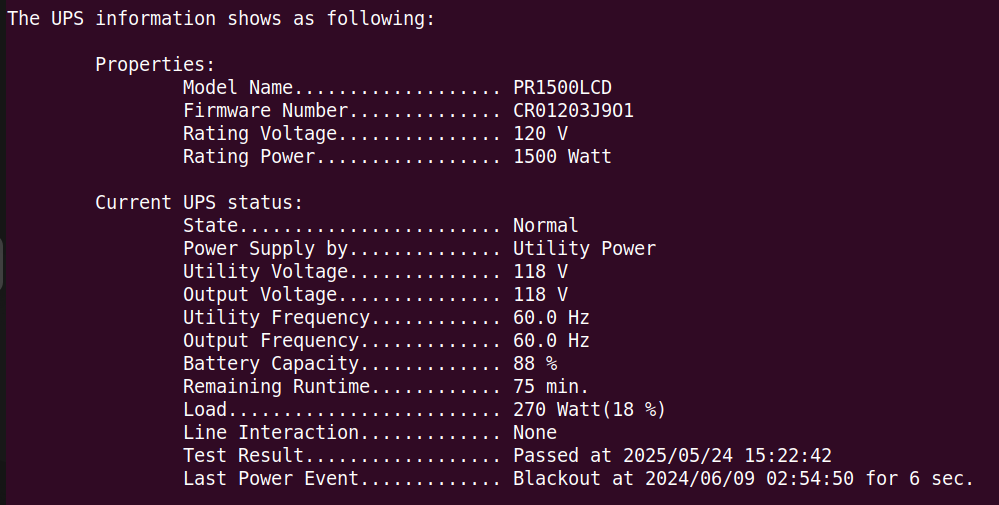 The UPS information shows as following:
Properties:
Model Name................... PR1500LCD
Firmware Number.............. CR01203J9O1
Rating Voltage............... 120 V
Rating Power................. 1500 Watt
Current UPS status:
State........................ Normal
Power Supply by.............. Utility Power
Utility Voltage.............. 118 V
Output Voltage............... 118 V
Utility Frequency............ 60.0 Hz
Output Frequency............. 60.0 Hz
Battery Capacity............. 88 %
Remaining Runtime............ 75 min.
Load......................... 270 Watt(18 %)
Line Interaction............. None
Test Result.................. Passed at 2025/05/24 15:22:42
Last Power Event............. Blackout at 2024/06/09 02:54:50 for 6 sec.